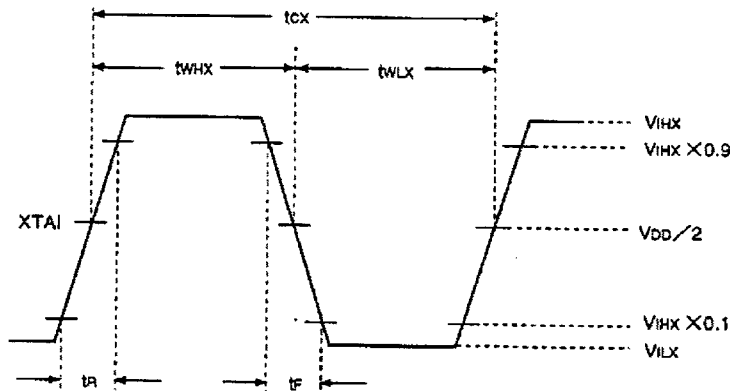 tCX
tWHX
tWLX
VIHX
VIHX ×0.9
XTAI
VDD/2
VIHX ×0.1
VILX
tR
tF